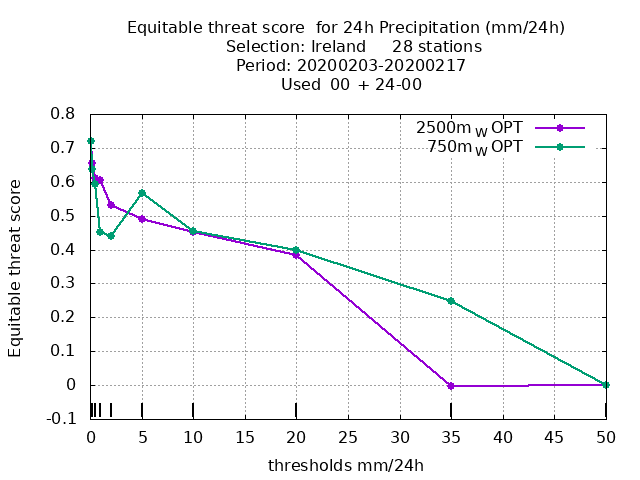 Equitable threat score for 24h Precipitation (mm/24h)
Selection: Ireland 28 stations
Period: 20200203-20200217
Used 00 + 24-00
2500m W OPT
750m W OPT
Equitable threat score
0.8
0.7
0.6
0.5
0.4
0.3
0.2
0.1
0
-0.1
0 5 10 15 20 25 30 35 40 45 50
thresholds mm/24h